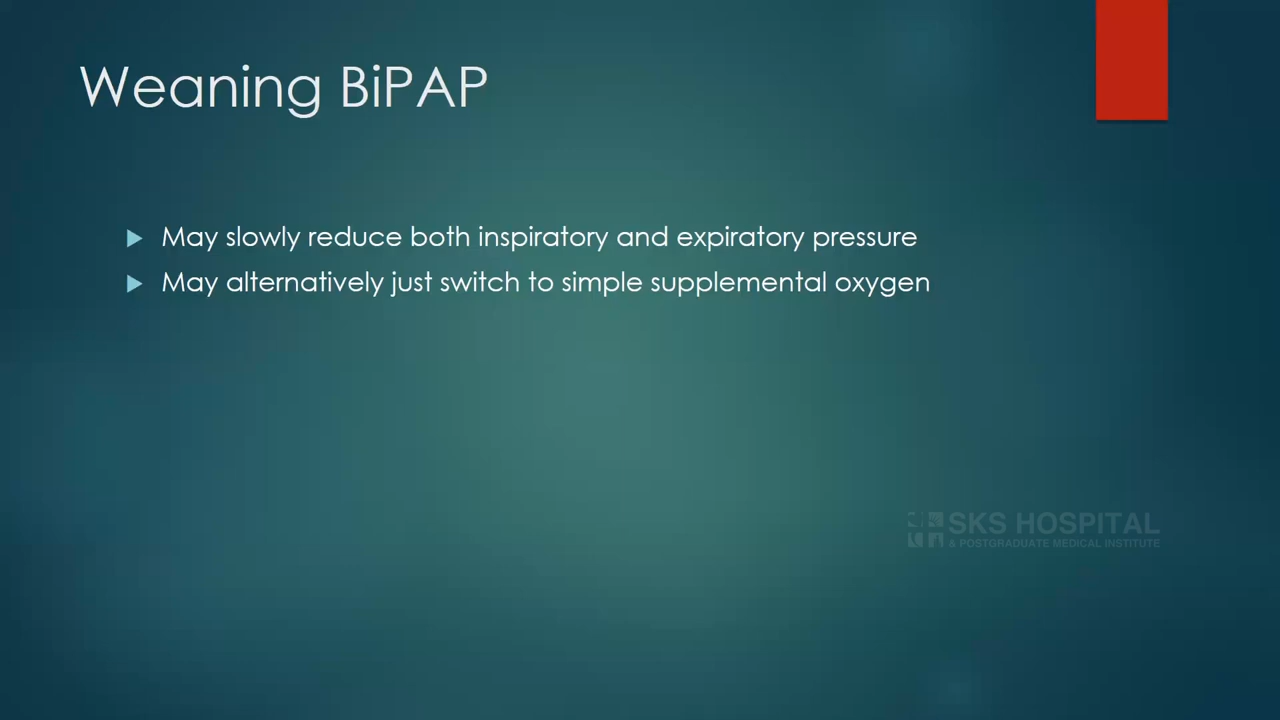 Weaning BiPAP
May slowly reduce both inspiratory and expiratory pressure
May alternatively just switch to simple supplemental oxygen
SKS HOSPITAL
& POSTGRADUATE MEDICAL INSTITUTE